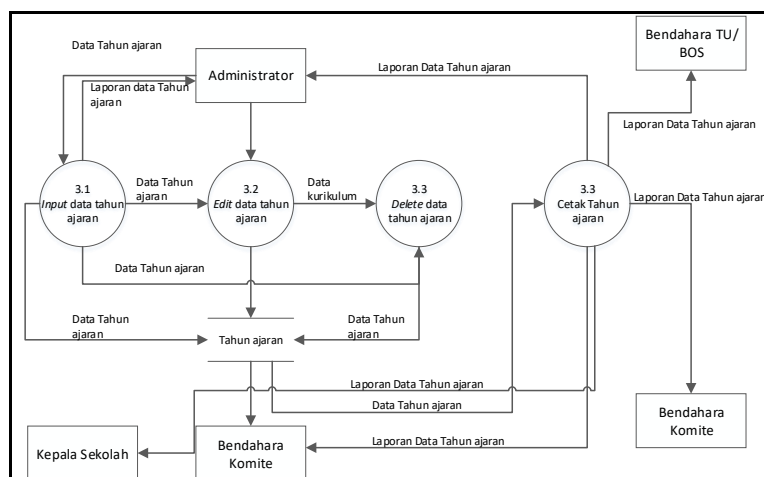 Data Tahun ajaran
Administrator
Laporan Data Tahun ajaran
Bendahara TU/
BOS
Laporan data Tahun
ajaran
Laporan Data Tahun ajaran
3.1
Input data tahun
ajaran
Data Tahun
ajaran
3.2
Edit data tahun
ajaran
Data
kurikulum
3.3
Delete data
tahun ajaran
3.3
Cetak Tahun
ajaran
Laporan Data Tahun ajaran
Data Tahun ajaran
Data Tahun
ajaran
Tahun ajaran
Data Tahun
ajaran
Laporan Data Tahun ajaran
Data Tahun ajaran
Bendahara
Komite
Kepala Sekolah
Bendahara
Komite
Laporan Data Tahun ajaran